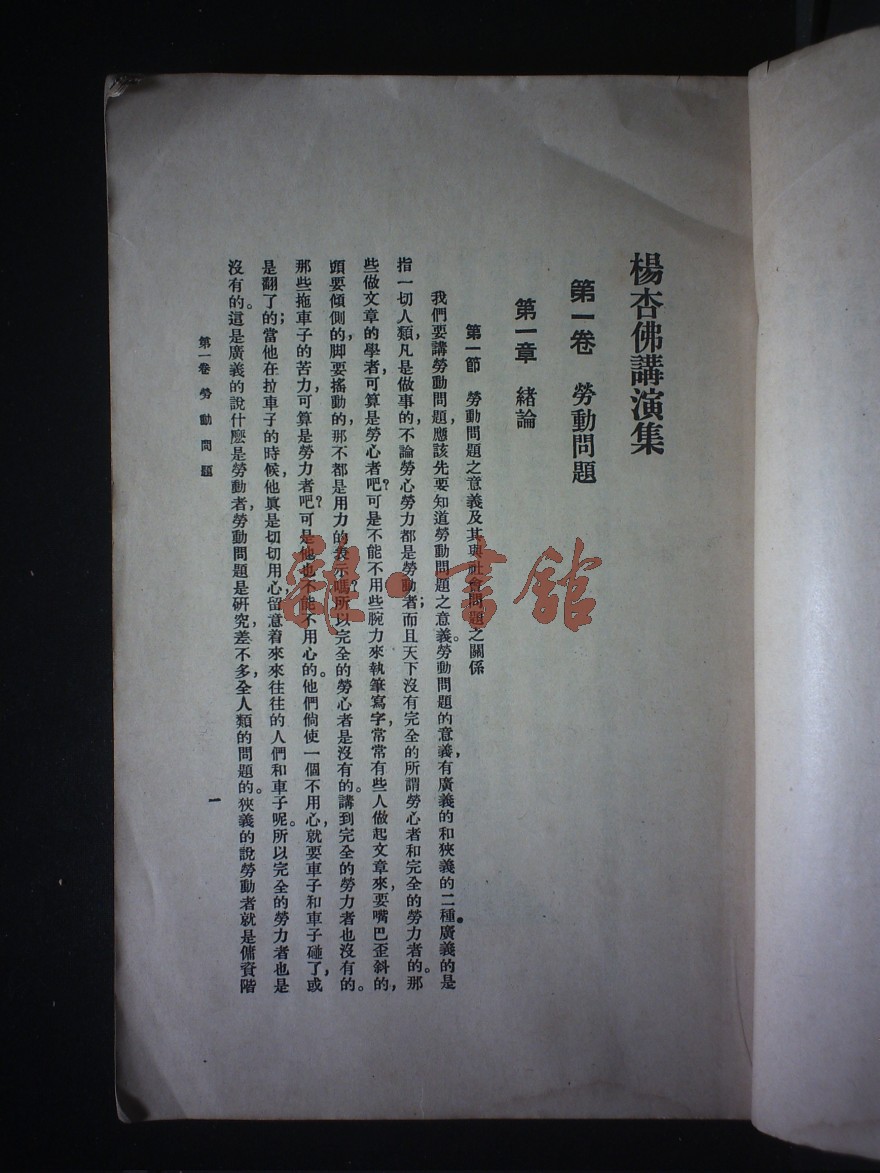 楊杏佛講演集
第一卷　勞動問題
第一章　緒論
第一節　勞動問題之意義及其與社會問題之關係
我們要講勞動問題，應該先要知道勞動問題之意義。勞動問題的意義，有廣義的和狹義的二種。廣義的是
指一切人類，凡是做事的，不論勞心勞力都是勞動者；而且天下沒有完全的所謂勞心者和完全的勞力者的。那
些做文章的學者，可算是勞心者吧？可是不能不用些腕力來執筆寫字，常常有些人做起文章來，要嘴巴歪斜的，
頭要傾側的，脚要搖動的，那不都是用力的表示嗎？所以完全的勞心者是沒有的。講到完全的勞力者也沒有的。
那些拖車子的苦力，可算是勞力者吧？可是他也不能不用心的。他們倘使一個不用心，就要車子和車子碰了，或
是翻了的；當他在拉車子的時候，他眞是切切用心留意着來來往往的人們和車子呢。所以完全的勞力者也是
沒有的。這是廣義的說什麽是勞動者，勞動問題是研究，差不多，全人類的問題的。狹義的說勞動者就是傭資階
第一卷　勞動問題
一
雜·書館